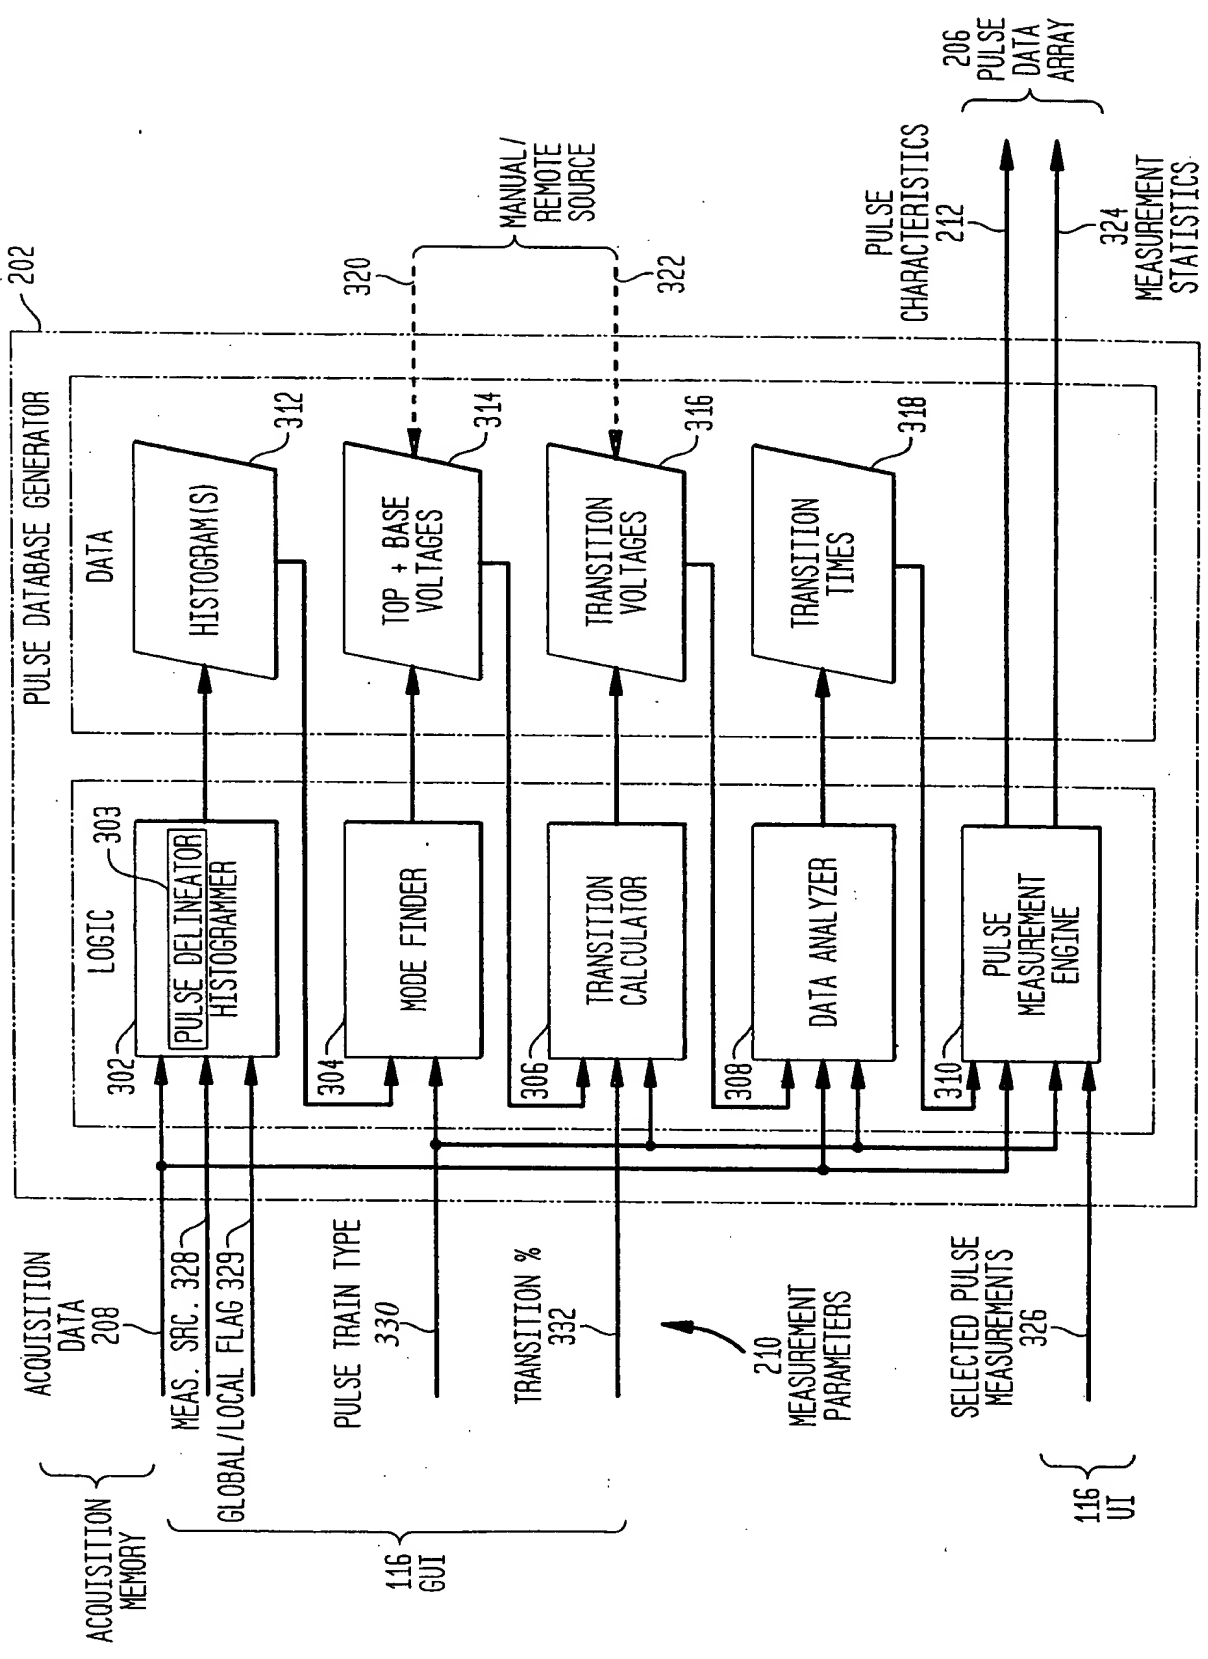 PULSE DATABASE GENERATOR
202
LOGIC
DATA
ACQUISITION
MEMORY
ACQUISITION
DATA
208
MEAS. SRC. 328
GLOBAL/LOCAL FLAG 329
116
GUI
302
303
PULSE DELINEATOR
HISTOGRAMMER
HISTOGRAM(S)
312
PULSE TRAIN TYPE
330
304
MODE FINDER
TOP + BASE
VOLTAGES
314
320
MANUAL/
REMOTE
SOURCE
322
TRANSITION %
332
306
TRANSITION
CALCULATOR
TRANSITION
VOLTAGES
316
210
MEASUREMENT
PARAMETERS
308
DATA ANALYZER
TRANSITION
TIMES
318
SELECTED PULSE
MEASUREMENTS
326
116
UI
310
PULSE
MEASUREMENT
ENGINE
PULSE
CHARACTERISTICS
212
324
MEASUREMENT
STATISTICS
206
PULSE
DATA
ARRAY